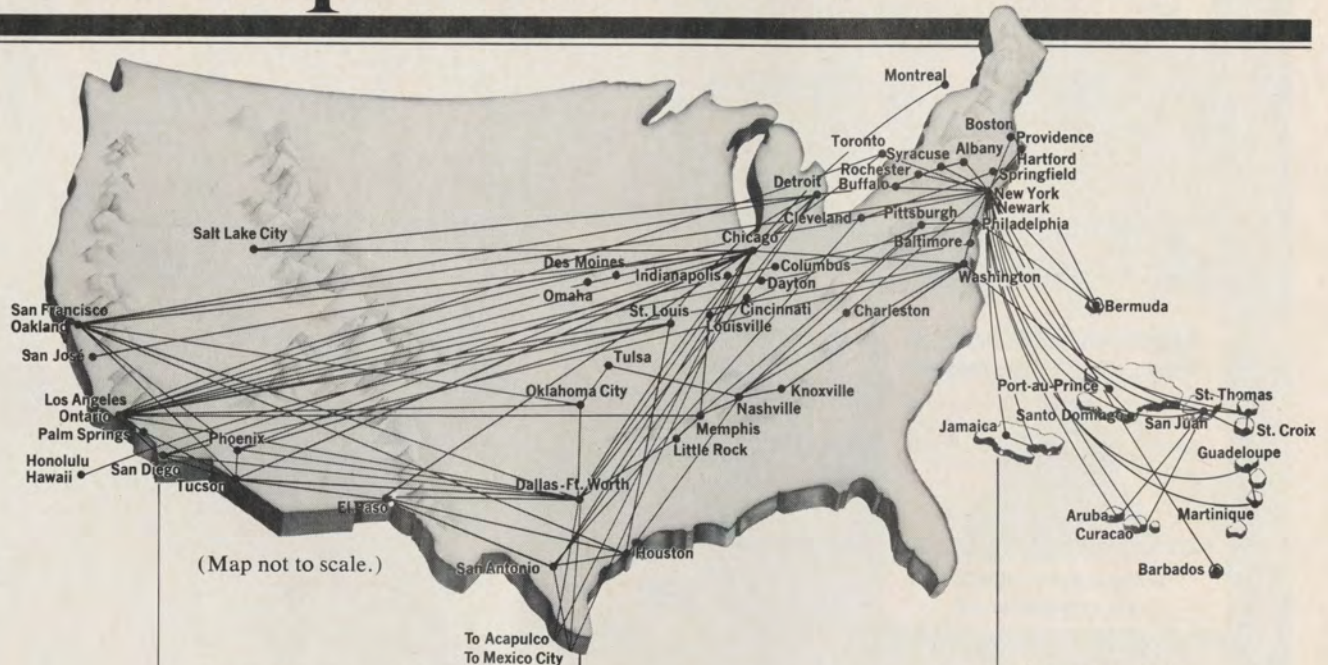 Montreal
Boston
Providence
Toronto
Syracuse
Albany
Hartford
Rochester
Springfield
Detroit
Buffalo
New York
Newark
Cleveland
Pittsburgh
Philadelphia
Salt Lake City
Chicago
Baltimore
Des Moines
Indianapolis
Columbus
Washington
Omaha
Dayton
San Francisco
Oakland
St. Louis
Cincinnati
Louisville
Charleston
Bermuda
San José
Tulsa
Los Angeles
Ontario
Oklahoma City
Knoxville
Nashville
Port-au-Prince
St. Thomas
Palm Springs
Phoenix
Memphis
Santo Domingo
San Juan
Jamaica
St. Croix
Honolulu
Hawaii
San Diego
Little Rock
Guadeloupe
Tucson
Dallas-Ft. Worth
El Paso
Aruba
Martinique
Curacao
(Map not to scale.)
San Antonio
Houston
Barbados
To Acapulco
To Mexico City